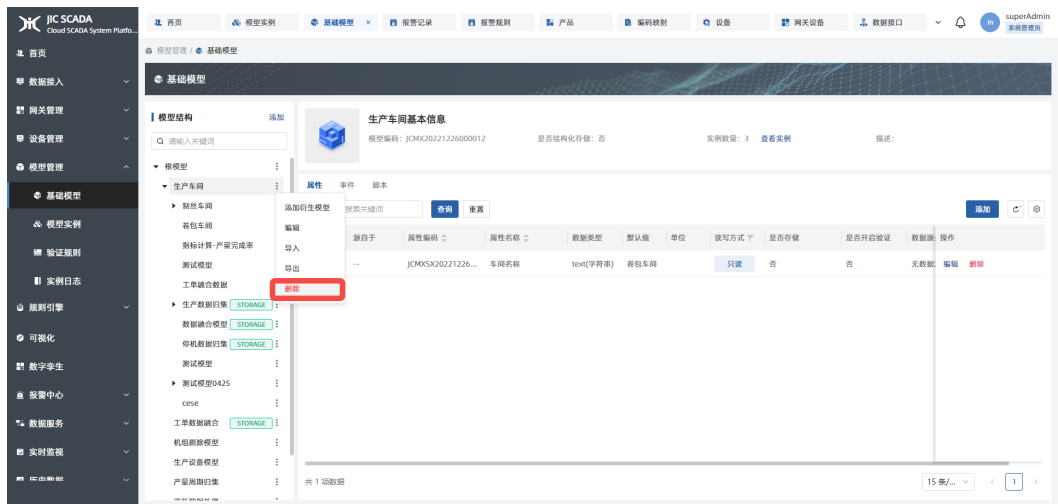 JIC SCADA
Cloud SCADA System Platfo...
首页
模型实例
基础模型 ×
报警记录
报警规则
产品
编码映射
设备
网关设备
数据接口
in
superAdmin
系统管理员
首页
数据接入
网关管理
设备管理
模型管理
基础模型
模型实例
验证规则
实例日志
规则引擎
可视化
数字孪生
报警中心
数据服务
实时监视
历史数据
模型管理 / 基础模型
基础模型
模型结构 添加
请输入关键词
根模型
生产车间
制丝车间
卷包车间
指标计算-产量完成率
测试模型
工单融合数据
生产数据归集 STORAGE
数据融合模型 STORAGE
停机数据归集 STORAGE
测试模型
测试模型0425
cese
工单数据融合 STORAGE
机组剔除模型
生产设备模型
产量周期归集
添加衍生模型
编辑
导入
导出
删除
生产车间基本信息
模型编码: JCMX20221226000012 是否结构化存储: 否 实例数量: 3 查看实例 描述:
属性 事件 脚本
搜索关键词 查询 重置 添加
源自于 属性编码 属性名称 数据类型 默认值 单位 读写方式 是否存储 是否开启验证 数据源 操作
-- JCMXSX20221226... 车间名称 text(字符串) 卷包车间 只读 否 否 无数据 编辑 删除
共 1 项数据 15 条/... < 1 >